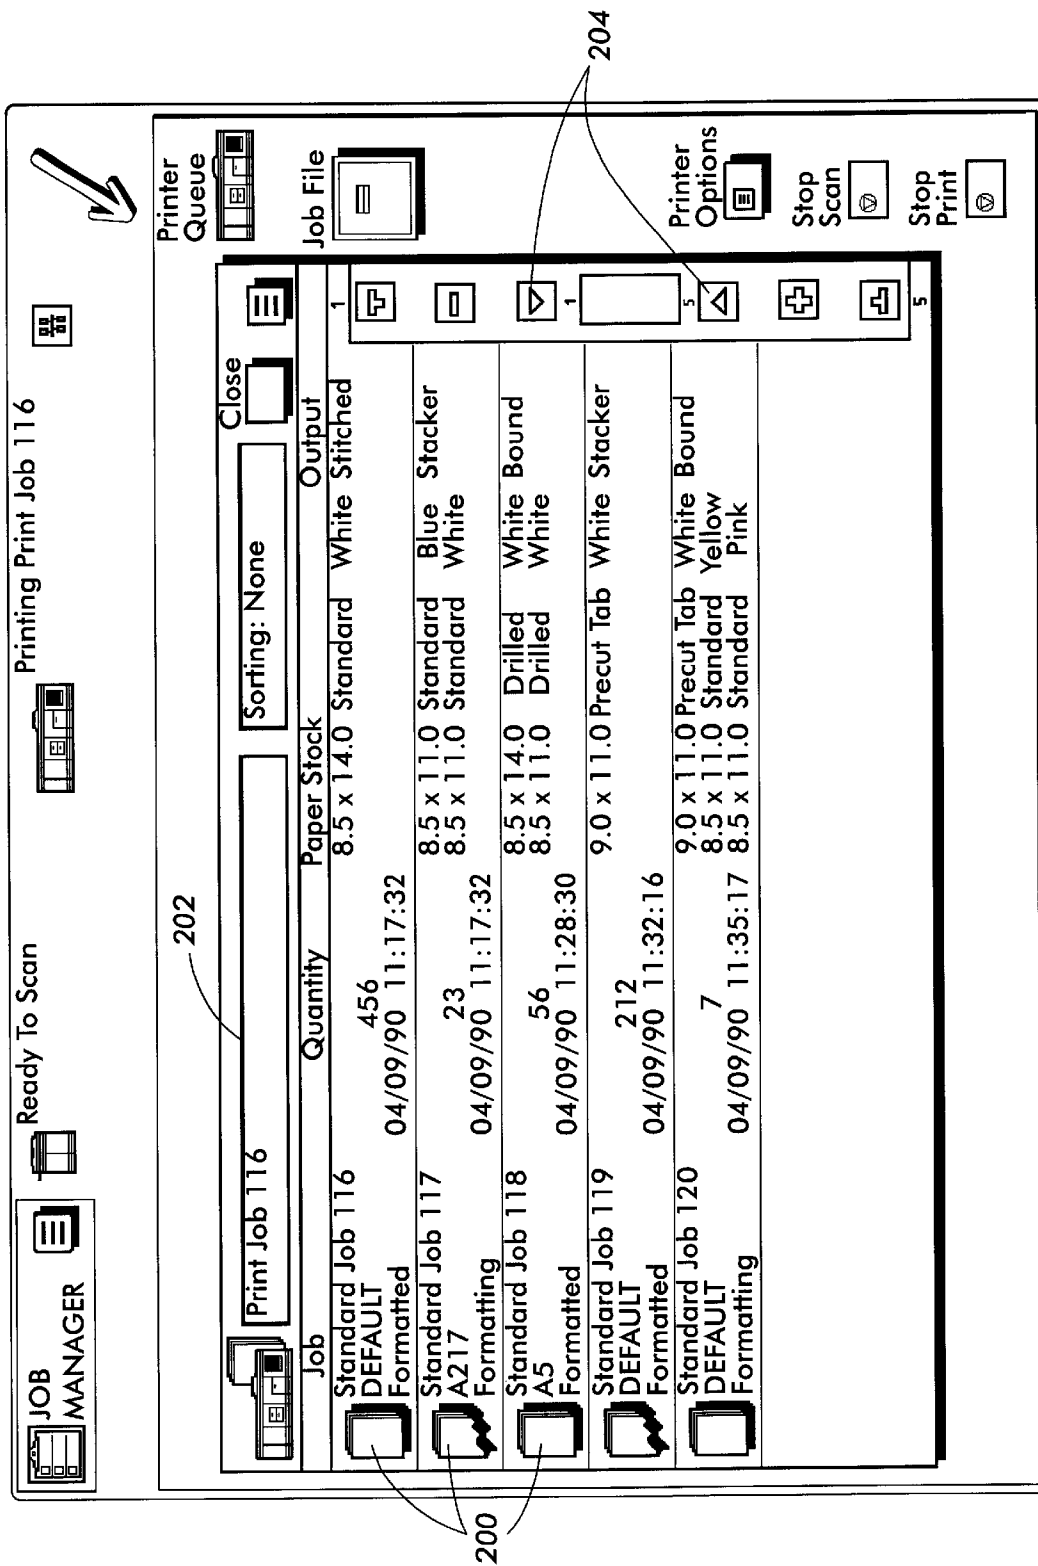 JOB
MANAGER
Ready To Scan
Printing Print Job 116
202
Print Job 116
Sorting: None
Close
Printer
Queue
Job File
Printer
Options
Stop
Scan
Stop
Print
Job Quantity Paper Stock Output
Standard Job 116 8.5 x 14.0 Standard White Stitched
DEFAULT 456
Formatted 04/09/90 11:17:32
Standard Job 117 8.5 x 11.0 Standard Blue Stacker
A217 23 8.5 x 11.0 Standard White
Formatting 04/09/90 11:17:32
Standard Job 118 8.5 x 14.0 Drilled White Bound
A5 56 8.5 x 11.0 Drilled White
Formatted 04/09/90 11:28:30
Standard Job 119 9.0 x 11.0 Precut Tab White Stacker
DEFAULT 212
Formatted 04/09/90 11:32:16
Standard Job 120 9.0 x 11.0 Precut Tab White Bound
DEFAULT 7 8.5 x 11.0 Standard Yellow
Formatting 04/09/90 11:35:17 8.5 x 11.0 Standard Pink
1
1
5
5
200
204